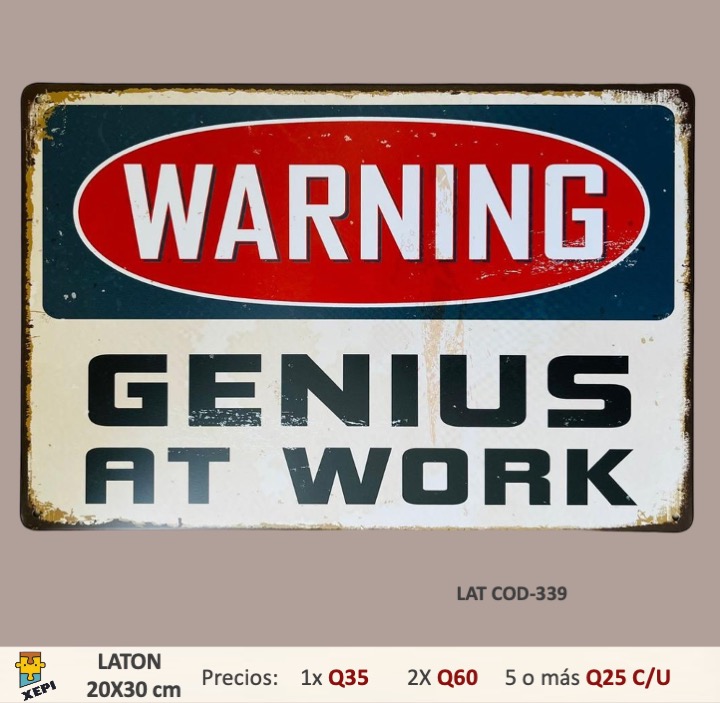 WARNING
GENIUS
AT WORK
LAT COD-339
XEPI
LATON
20X30 cm
Precios: 1x Q35 2X Q60 5 o más Q25 C/U